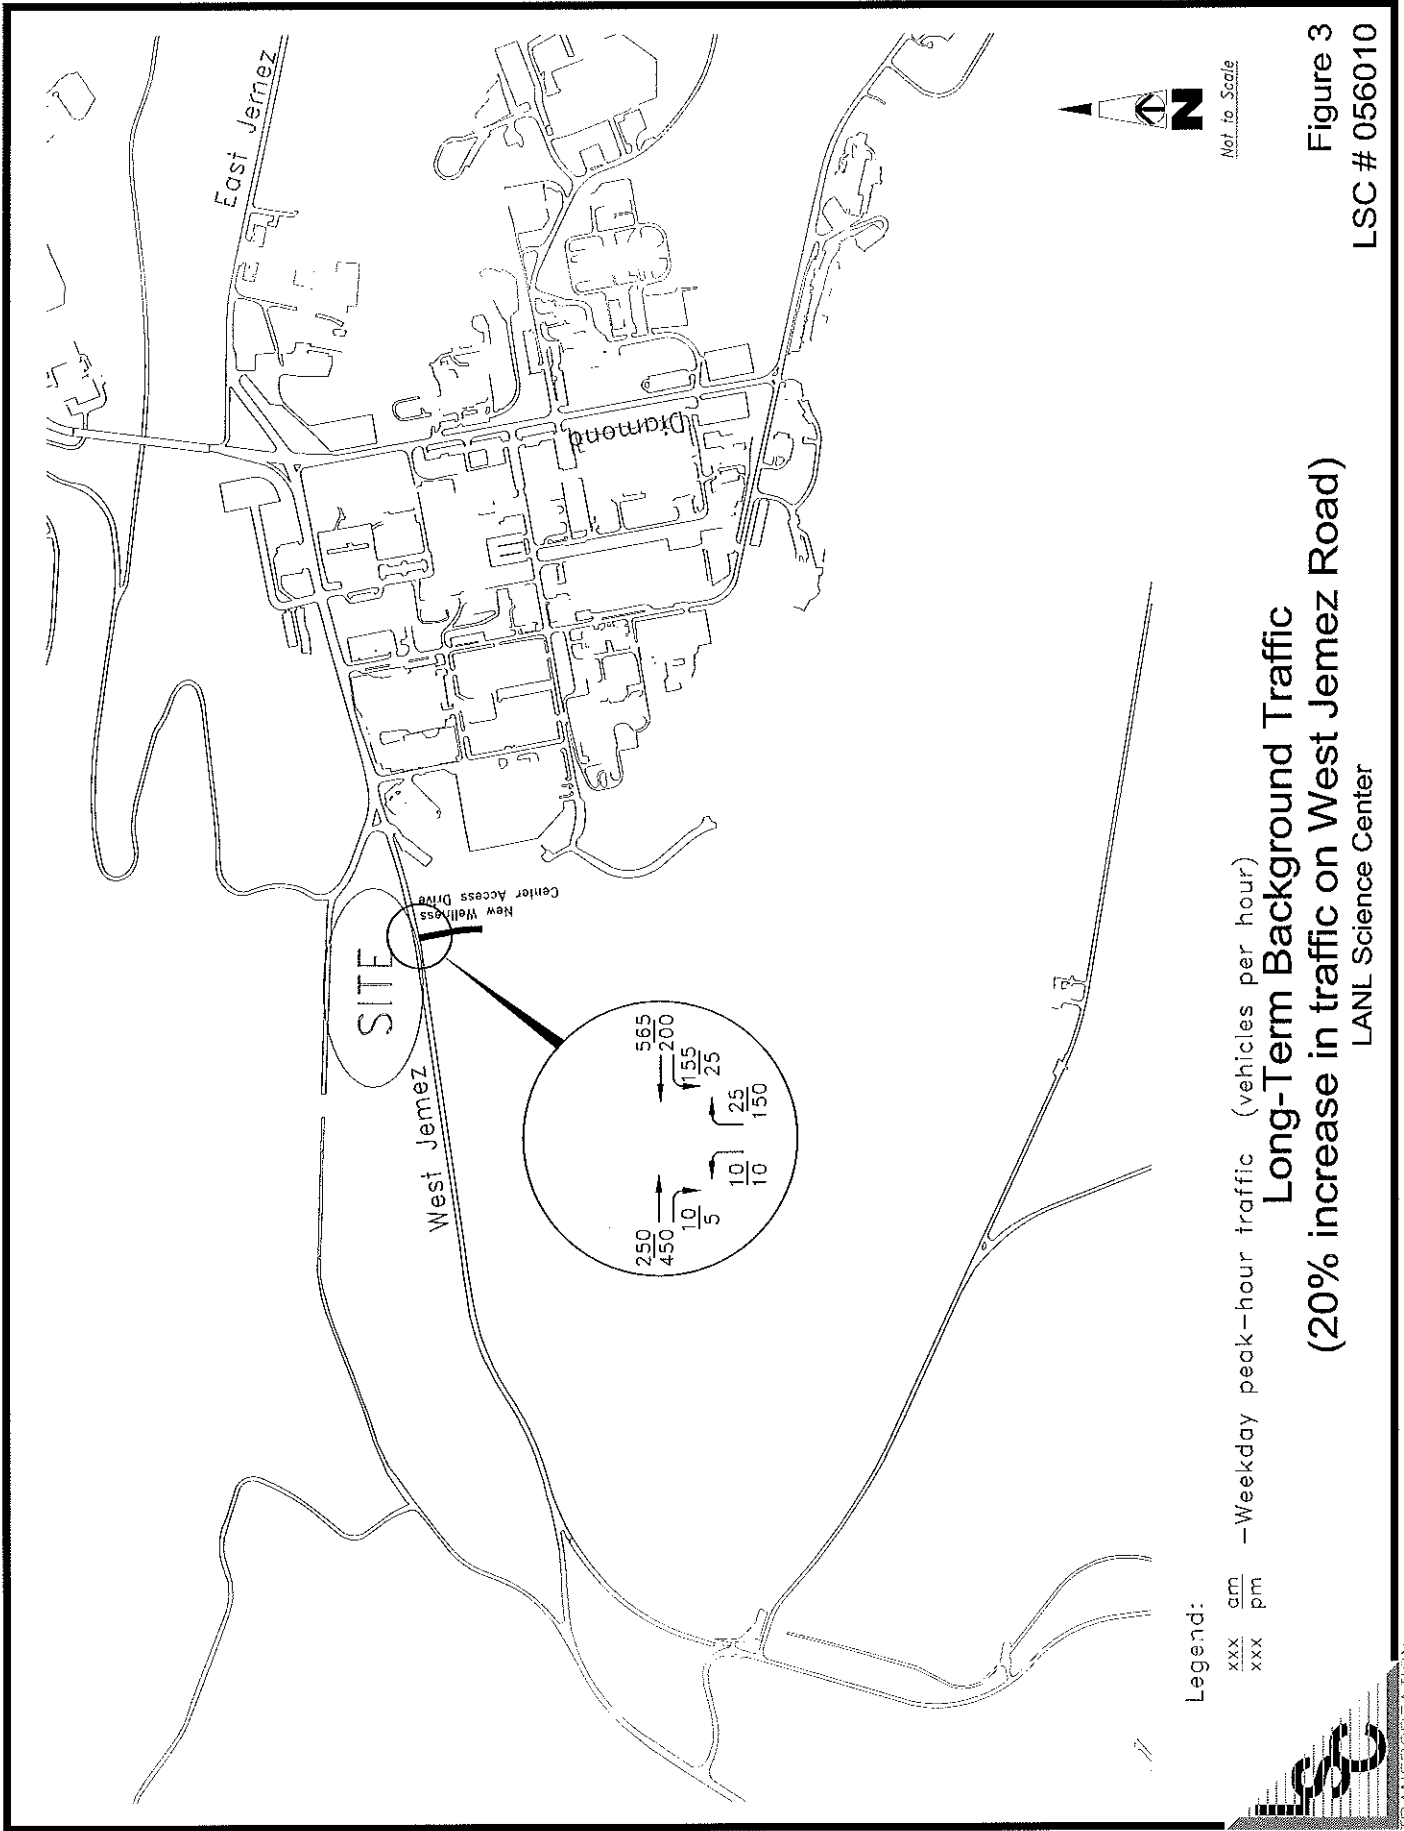 East Jemez
Diamond
SITE
New Wellness
Center Access Drive
West Jemez
250
450
10
5
565
200
155
25
10
10
25
150
N
Not to Scale
Legend:
xxx am
xxx pm
-Weekday peak-hour traffic (vehicles per hour)
Long-Term Background Traffic
(20% increase in traffic on West Jemez Road)
LANL Science Center
Figure 3
LSC # 056010
LSC